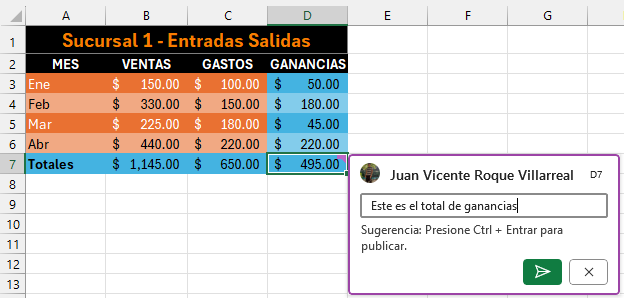 A B C D E F G
1 Sucursal 1 - Entradas Salidas
2 MES VENTAS GASTOS GANANCIAS
3 Ene $ 150.00 $ 100.00 $ 50.00
4 Feb $ 330.00 $ 150.00 $ 180.00
5 Mar $ 225.00 $ 180.00 $ 45.00
6 Abr $ 440.00 $ 220.00 $ 220.00
7 Totales $ 1,145.00 $ 650.00 $ 495.00
8
Juan Vicente Roque Villarreal D7
9
Este es el total de ganancias
10
Sugerencia: Presione Ctrl + Entrar para
11
publicar.
12
13